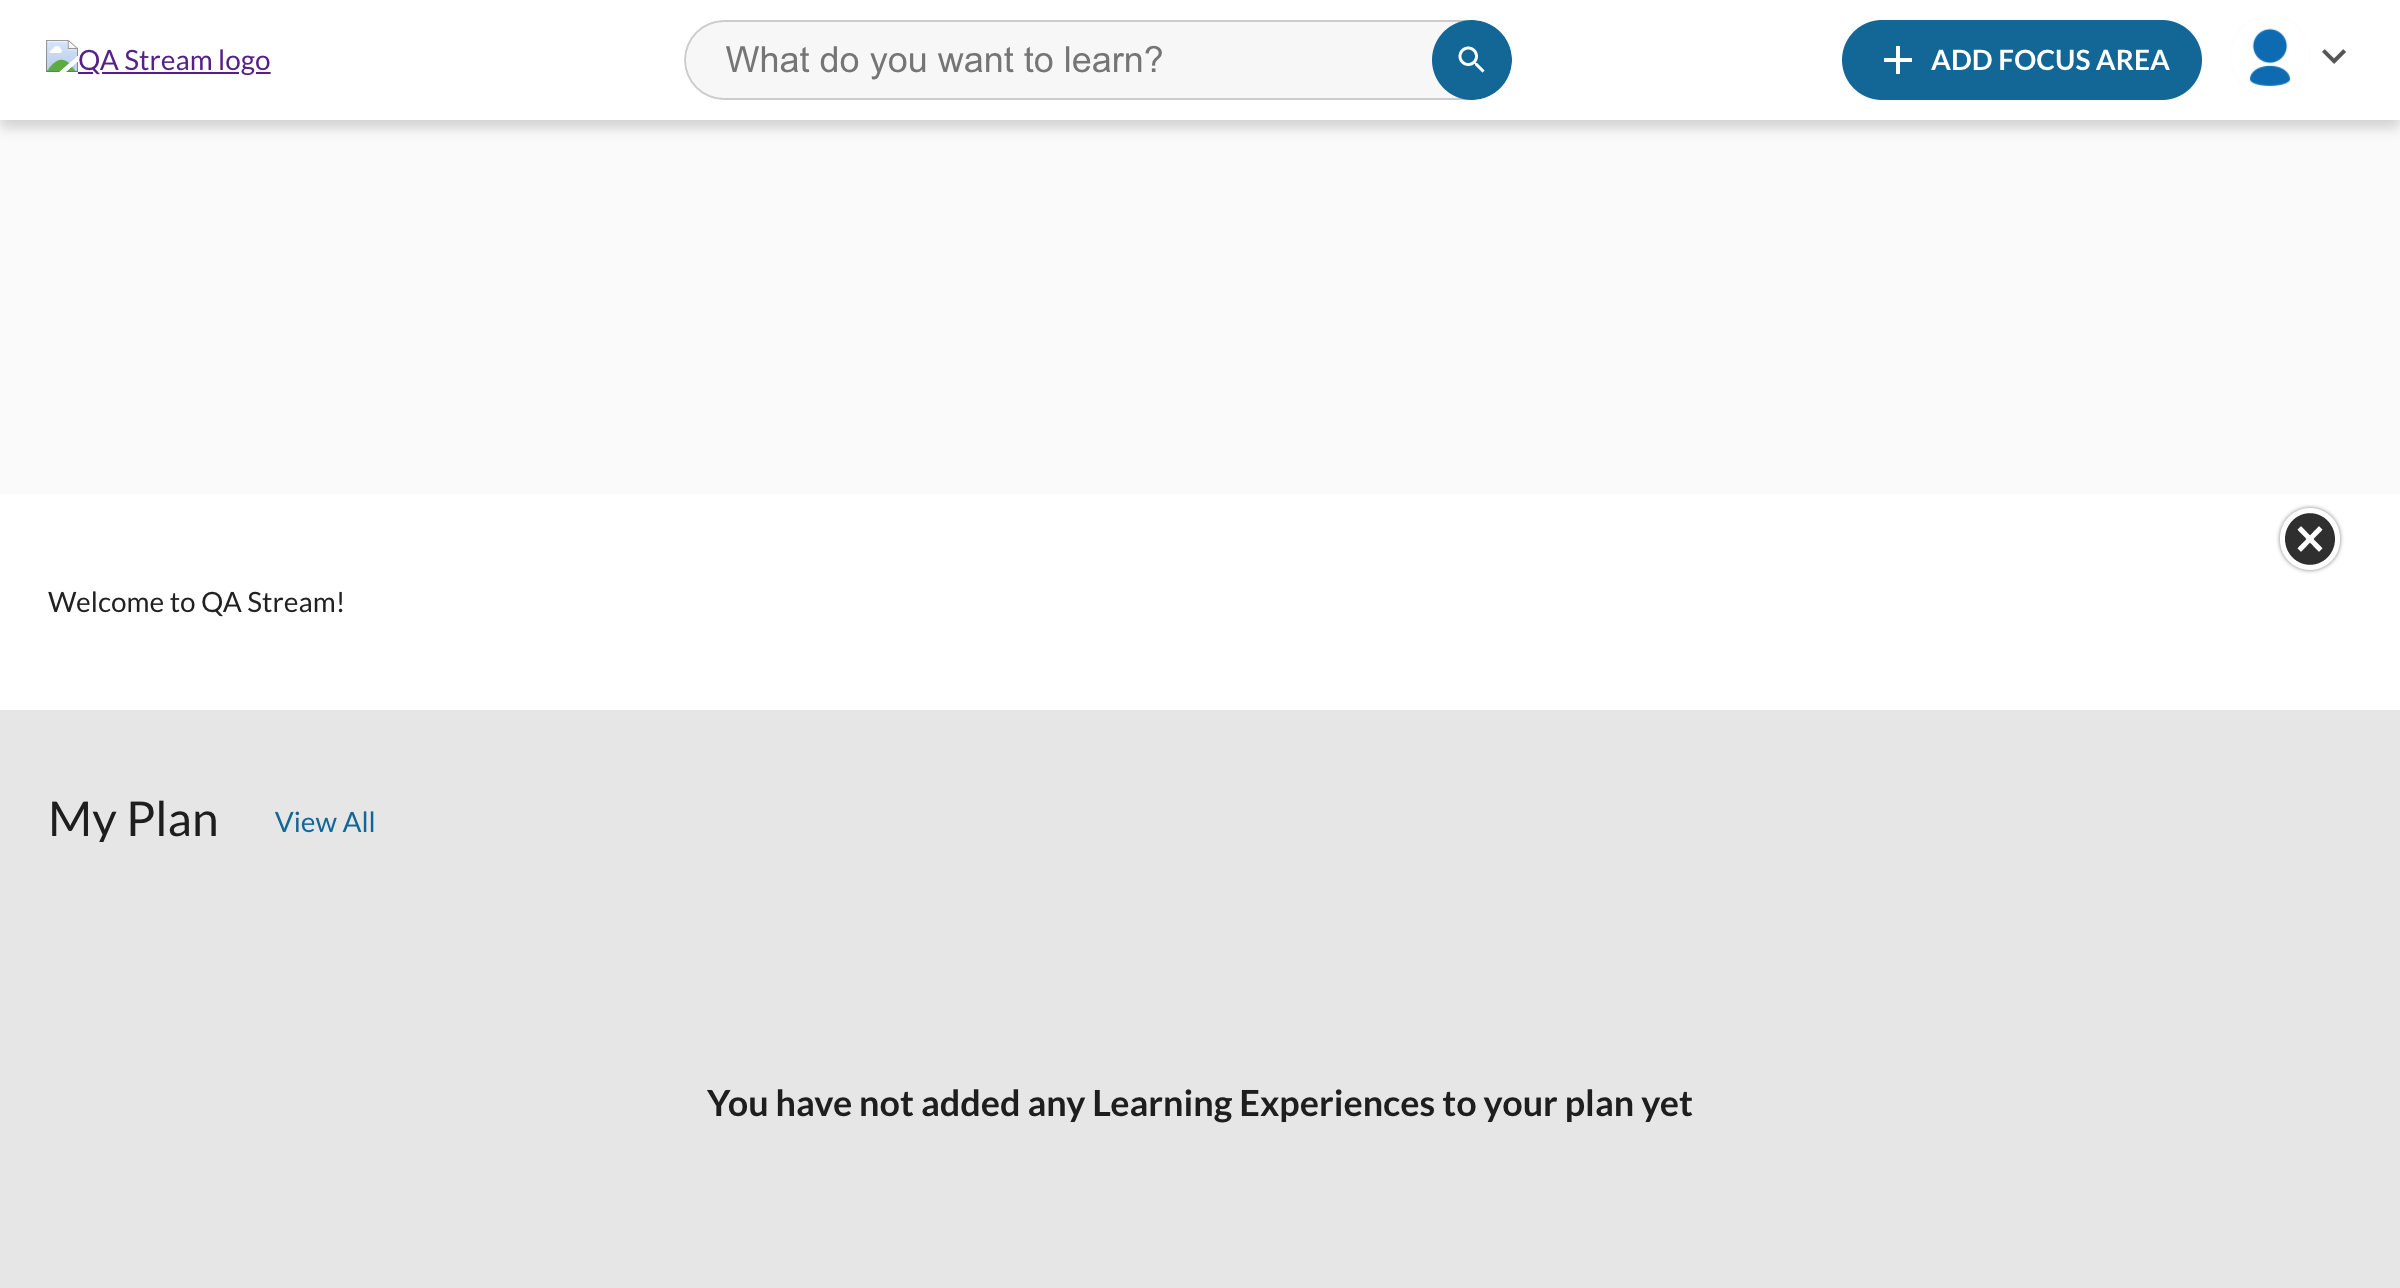 QA Stream logo
What do you want to learn?
ADD FOCUS AREA
Welcome to QA Stream!
My Plan
View All
You have not added any Learning Experiences to your plan yet